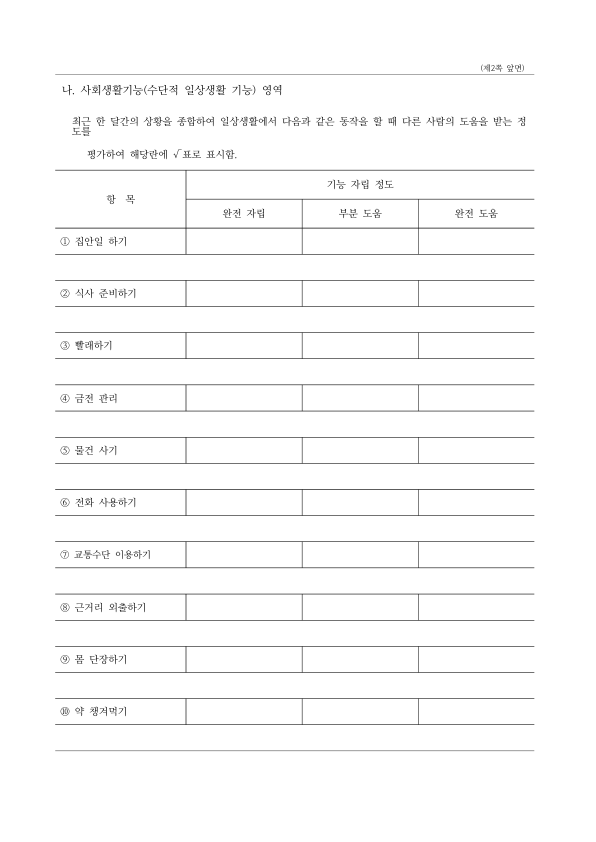 (제2쪽 앞면)
나. 사회생활기능(수단적 일상생활 기능) 영역
최근 한 달간의 상황을 종합하여 일상생활에서 다음과 같은 동작을 할 때 다른 사람의 도움을 받는 정
도를
평가하여 해당란에 √표로 표시함.
항 목
기능 자립 정도
완전 자립 부분 도움 완전 도움
① 집안일 하기
② 식사 준비하기
③ 빨래하기
④ 금전 관리
⑤ 물건 사기
⑥ 전화 사용하기
⑦ 교통수단 이용하기
⑧ 근거리 외출하기
⑨ 몸 단장하기
⑩ 약 챙겨먹기